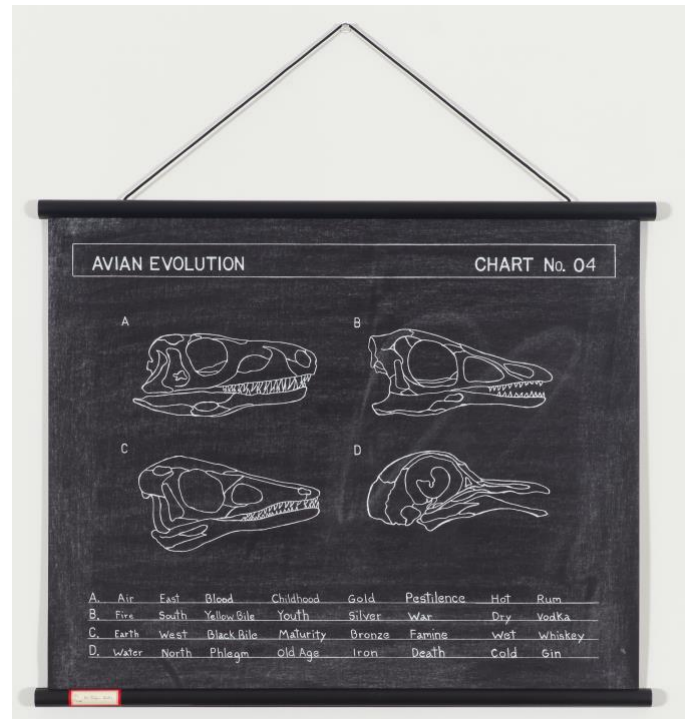 AVIAN EVOLUTION CHART No. 04
A B
C D
A. Air East Blood Childhood Gold Pestilence Hot Rum
B. Fire South Yellow Bile Youth Silver War Dry Vodka
C. Earth West Black Bile Maturity Bronze Famine Wet Whiskey
D. Water North Phlegm Old Age Iron Death Cold Gin